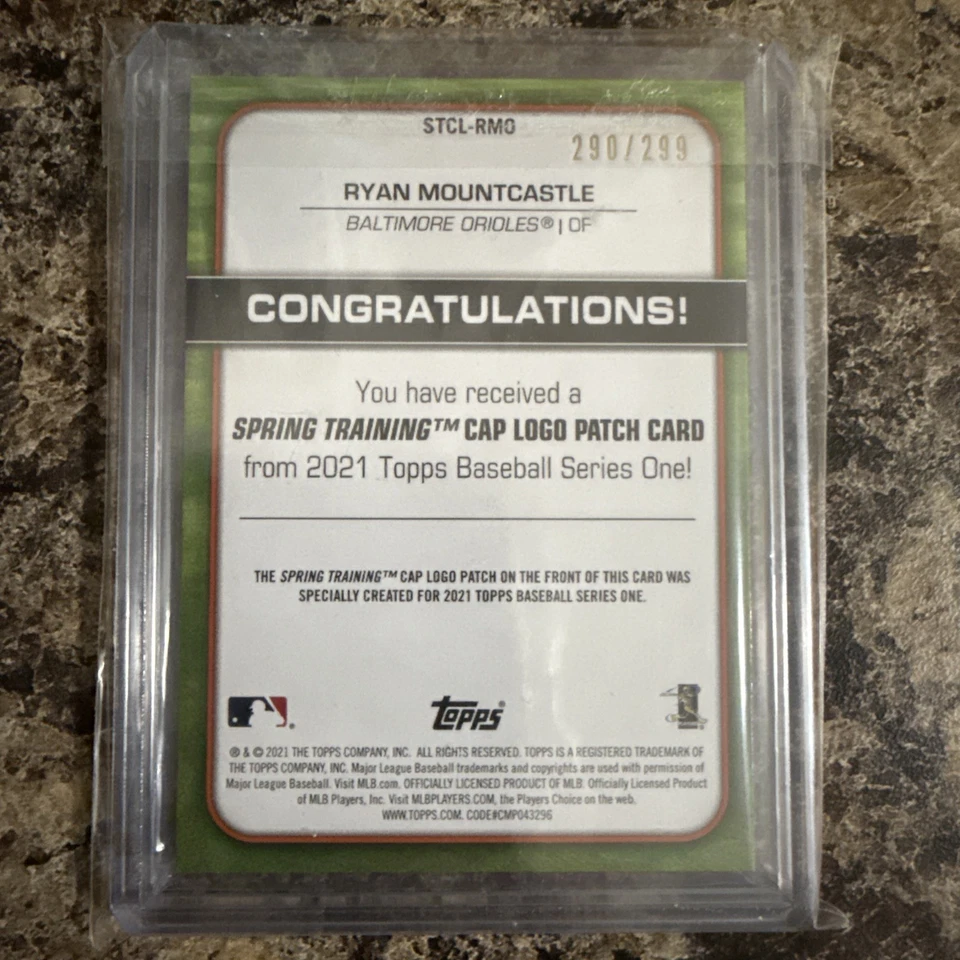 STCL-RMO
290/299
RYAN MOUNTCASTLE
BALTIMORE ORIOLES® | OF
CONGRATULATIONS!
You have received a
SPRING TRAINING™ CAP LOGO PATCH CARD
from 2021 Topps Baseball Series One!
THE SPRING TRAINING™ CAP LOGO PATCH ON THE FRONT OF THIS CARD WAS
SPECIALLY CREATED FOR 2021 TOPPS BASEBALL SERIES ONE.
Topps®
® & © 2021 THE TOPPS COMPANY, INC. ALL RIGHTS RESERVED. TOPPS IS A REGISTERED TRADEMARK OF
THE TOPPS COMPANY, INC. Major League Baseball trademarks and copyrights are used with permission of
Major League Baseball. Visit MLB.com. OFFICIALLY LICENSED PRODUCT OF MLB. Officially Licensed Product
of MLB Players, Inc. Visit MLBPLAYERS.COM, the Players Choice on the web.
WWW.TOPPS.COM. CODE#CMP043296